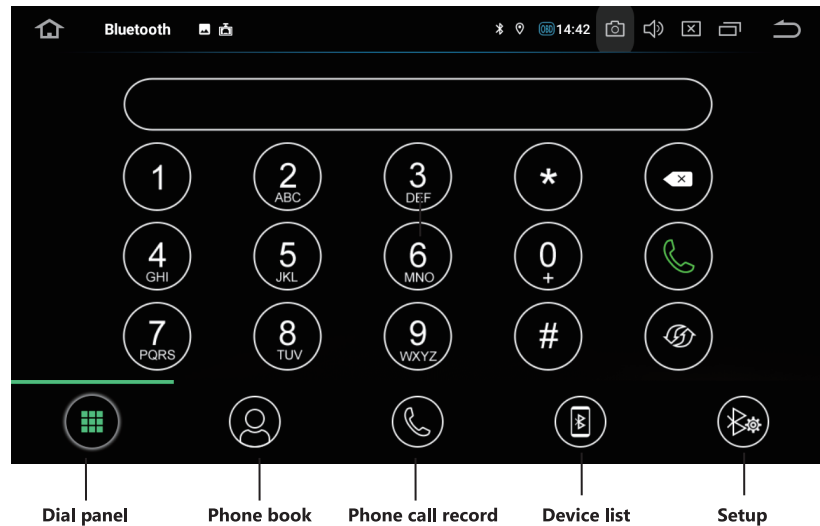 Bluetooth OBD 14:42
1 2 3 *
ABC DEF
4 5 6 0
GHI JKL MNO +
7 8 9 #
PQRS TUV WXYZ
Dial panel Phone book Phone call record Device list Setup